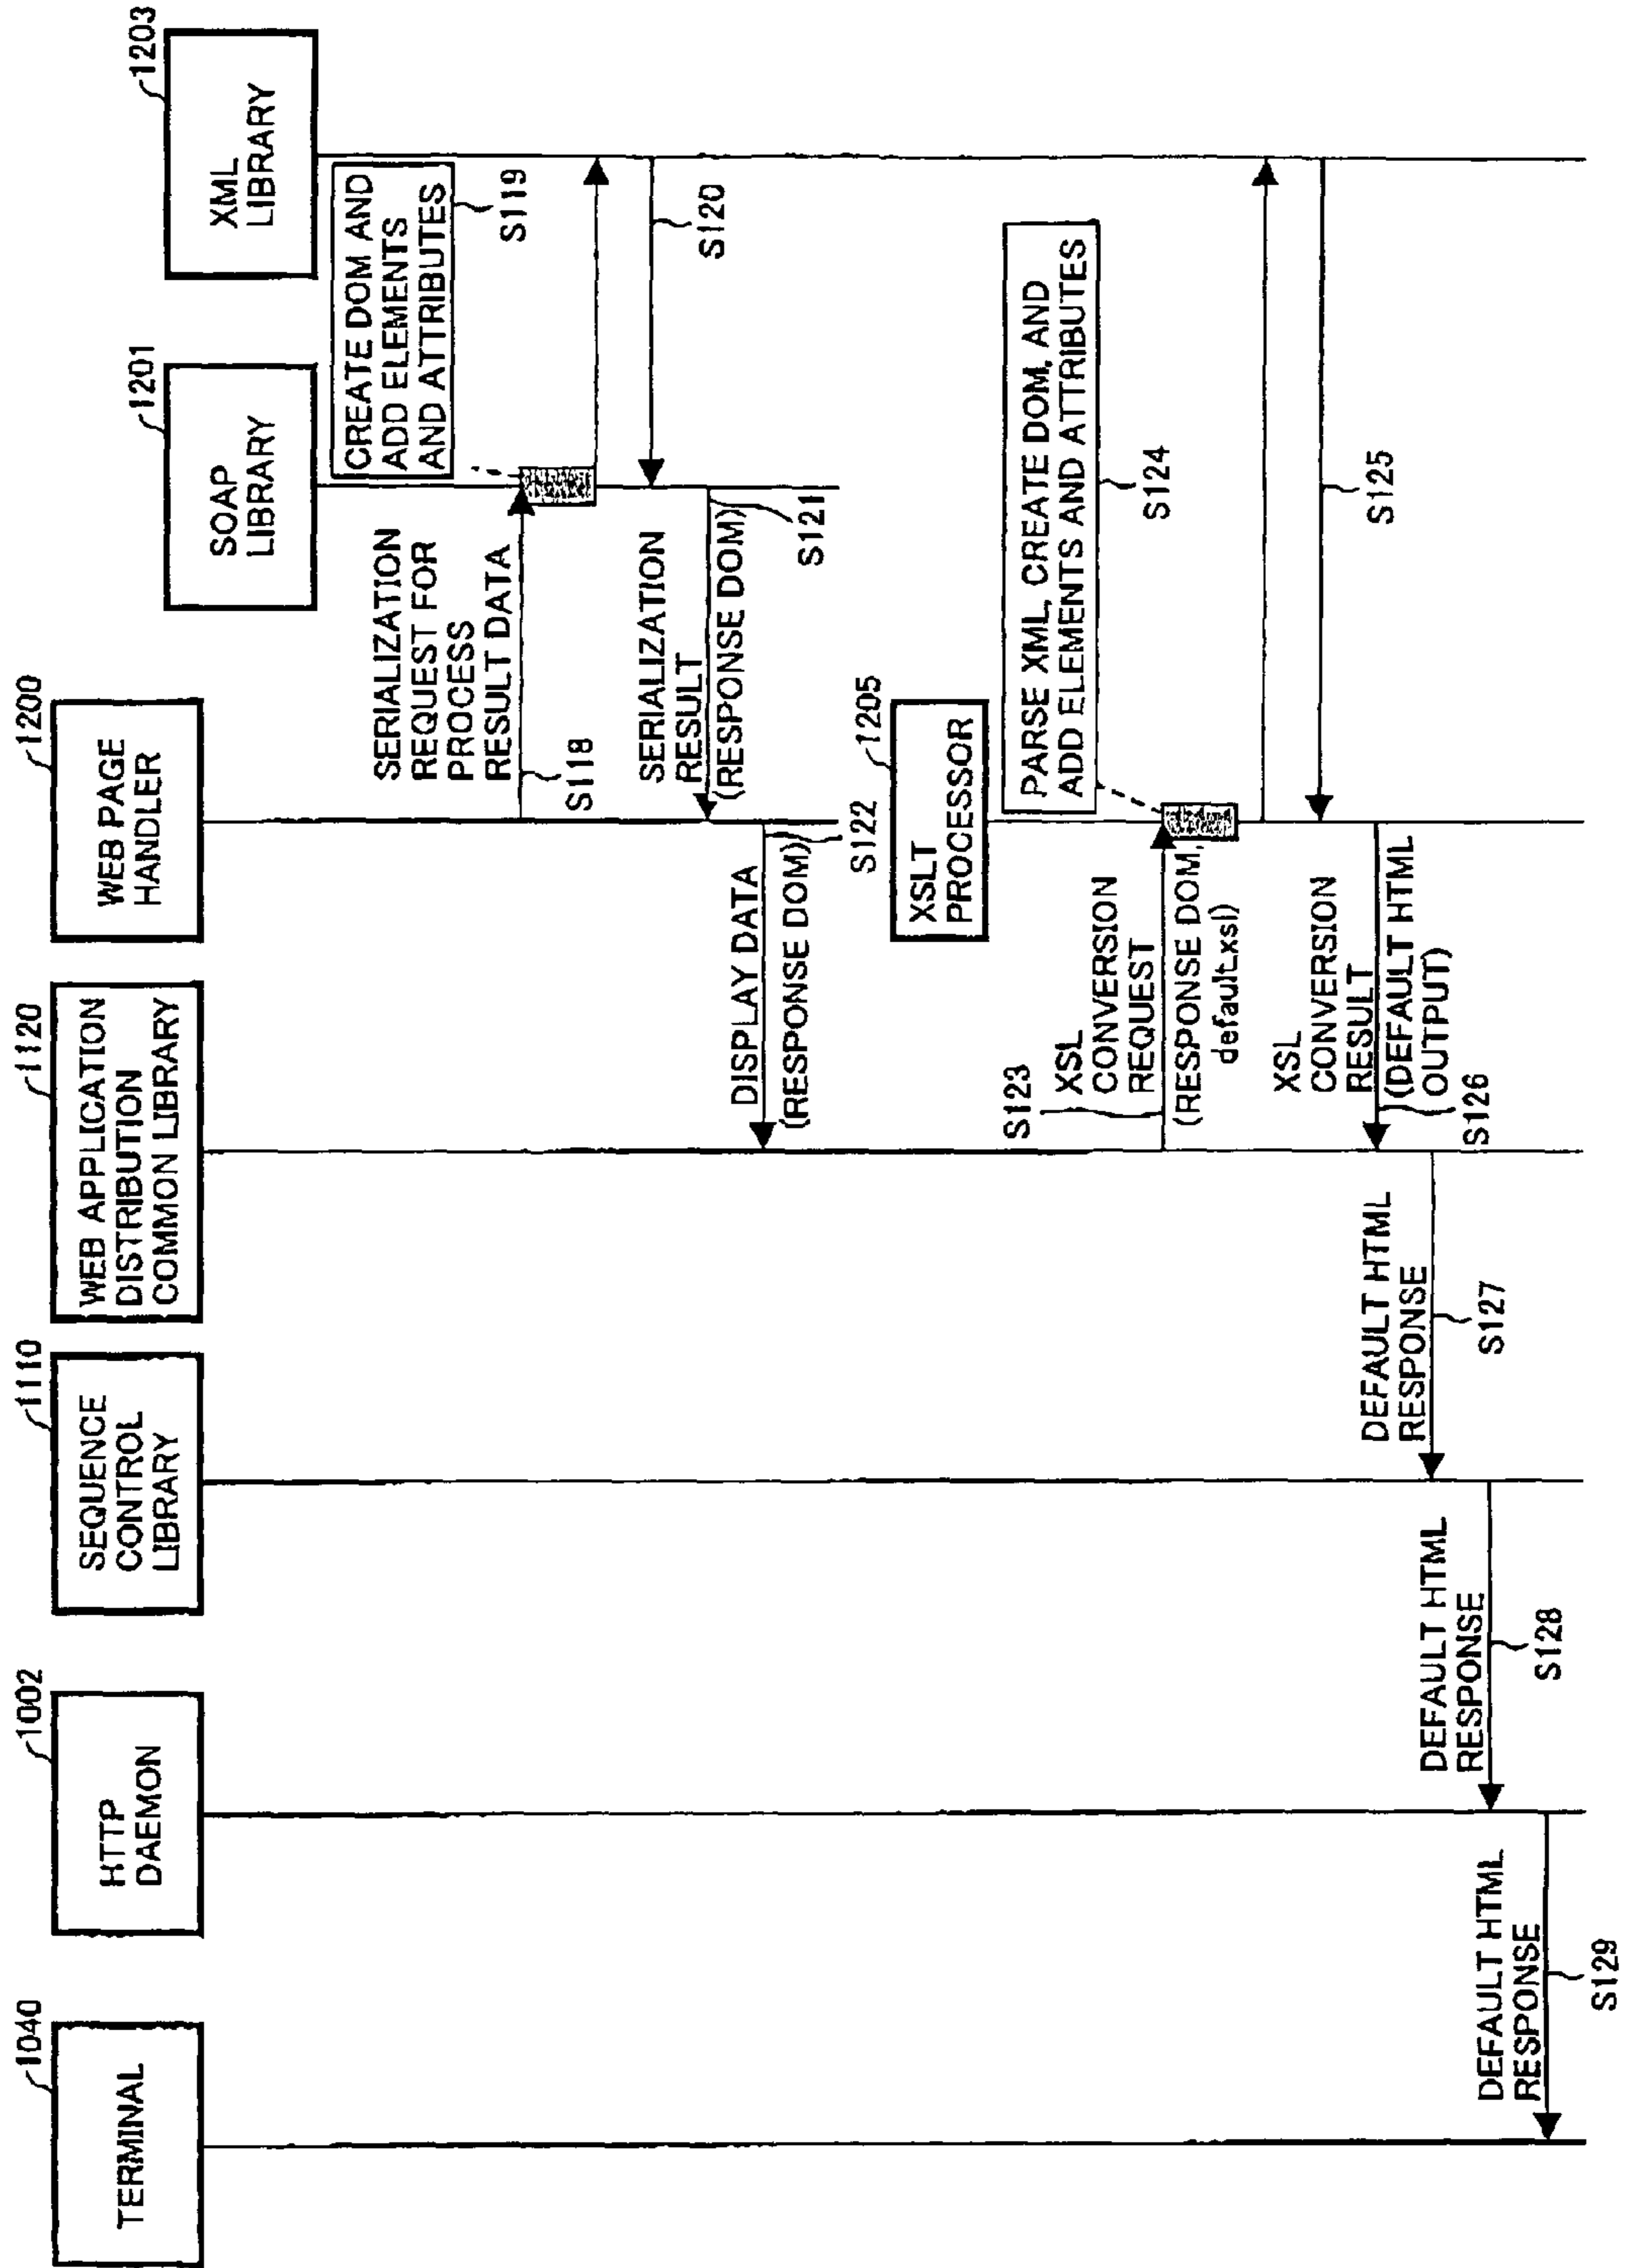 1040
TERMINAL
1002
HTTP
DAEMON
1110
SEQUENCE
CONTROL
LIBRARY
1120
WEB APPLICATION
DISTRIBUTION
COMMON LIBRARY
1200
WEB PAGE
HANDLER
1201
SOAP
LIBRARY
1203
XML
LIBRARY
SERIALIZATION
REQUEST FOR
PROCESS
RESULT DATA
S118
CREATE DOM AND
ADD ELEMENTS
AND ATTRIBUTES
S119
S120
SERIALIZATION
RESULT
(RESPONSE DOM)
S121
DISPLAY DATA
(RESPONSE DOM)
S122
1205
XSLT
PROCESSOR
S123
XSL
CONVERSION
REQUEST
(RESPONSE DOM,
default.xsl)
PARSE XML, CREATE DOM, AND
ADD ELEMENTS AND ATTRIBUTES
S124
S125
XSL
CONVERSION
RESULT
(DEFAULT HTML
OUTPUT)
S126
DEFAULT HTML
RESPONSE
S127
DEFAULT HTML
RESPONSE
S128
DEFAULT HTML
RESPONSE
S129